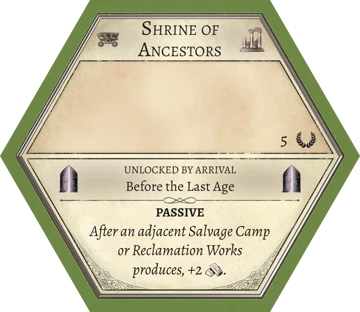 Shrine of
Ancestors
5
UNLOCKED BY ARRIVAL
Before the Last Age
PASSIVE
After an adjacent Salvage Camp
or Reclamation Works
produces, +2 .